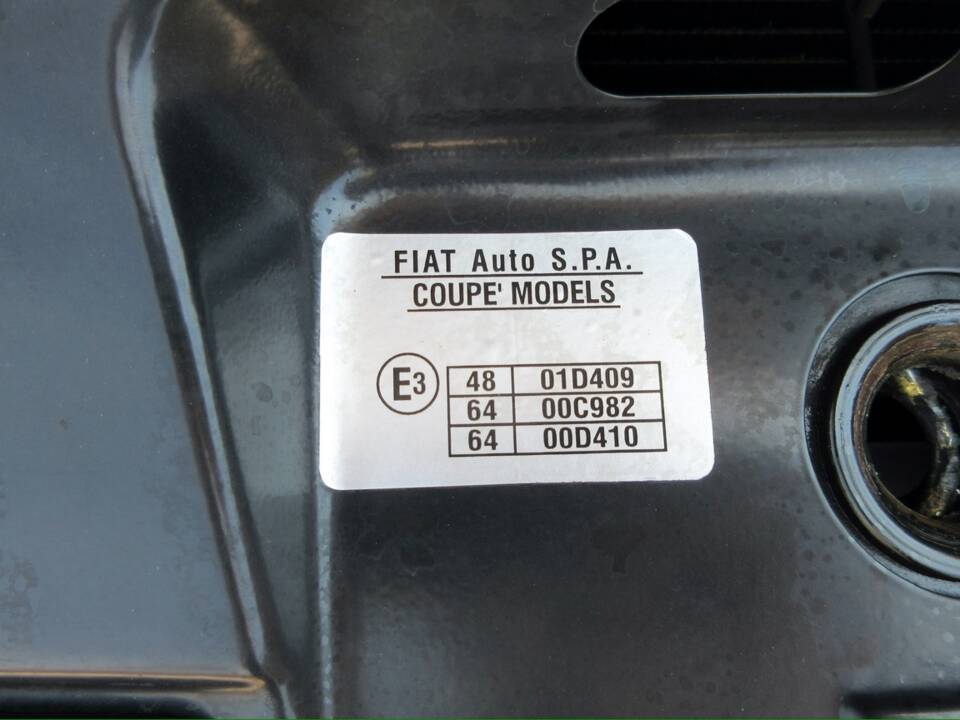 FIAT Auto S.P.A.
COUPE' MODELS
E3
48 01D409
64 00C982
64 00D410